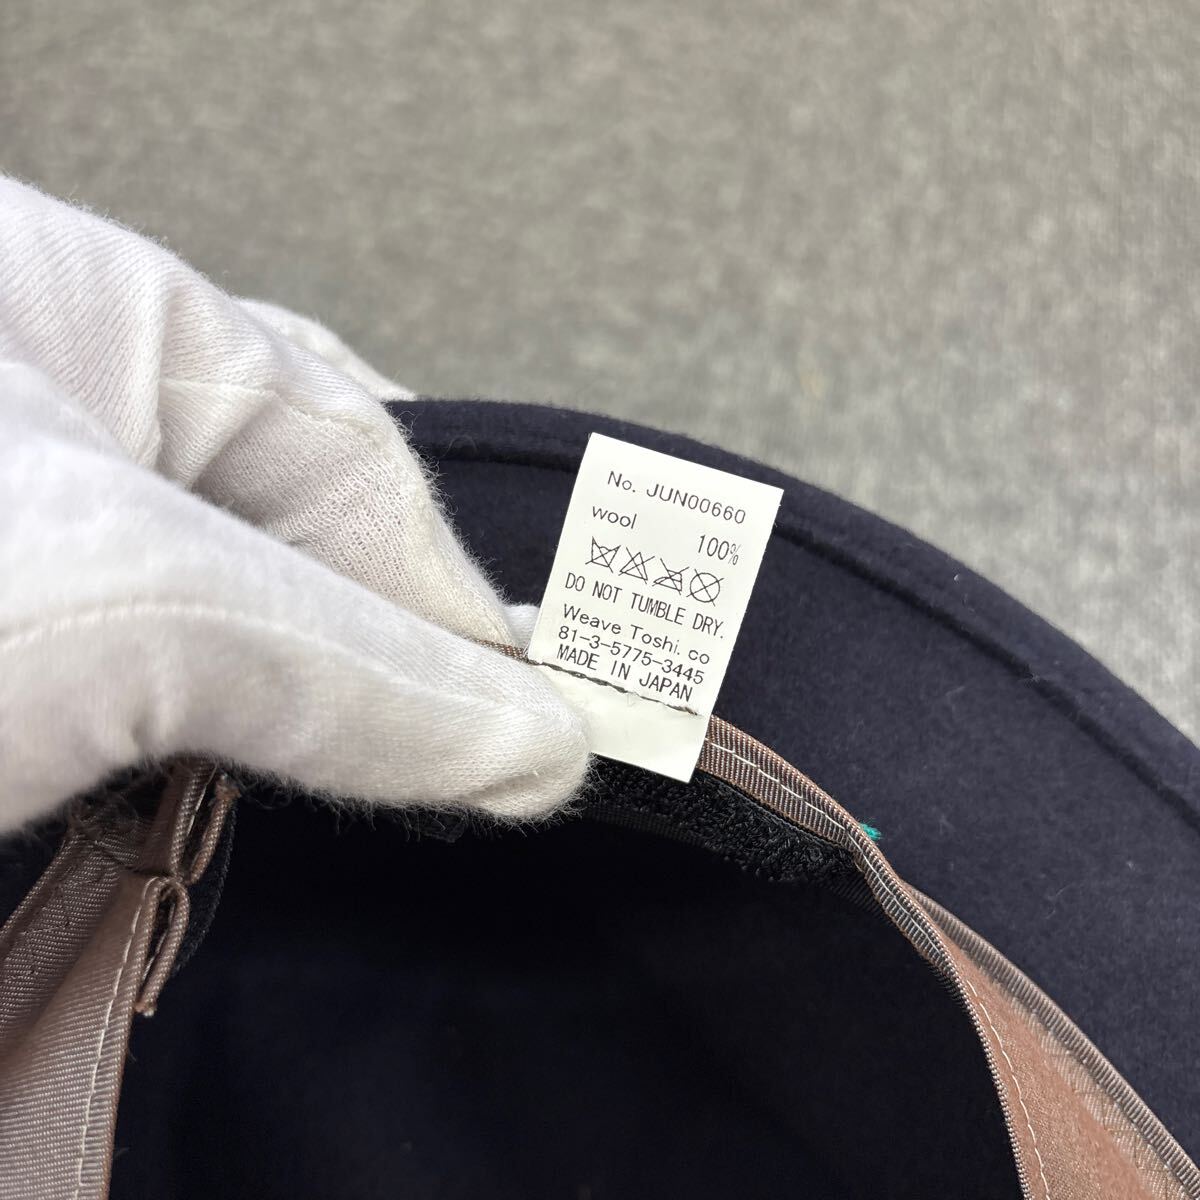 No. JUN00660
wool 100%
DO NOT TUMBLE DRY.
Weave Toshi. co
81-3-5775-3445
MADE IN JAPAN